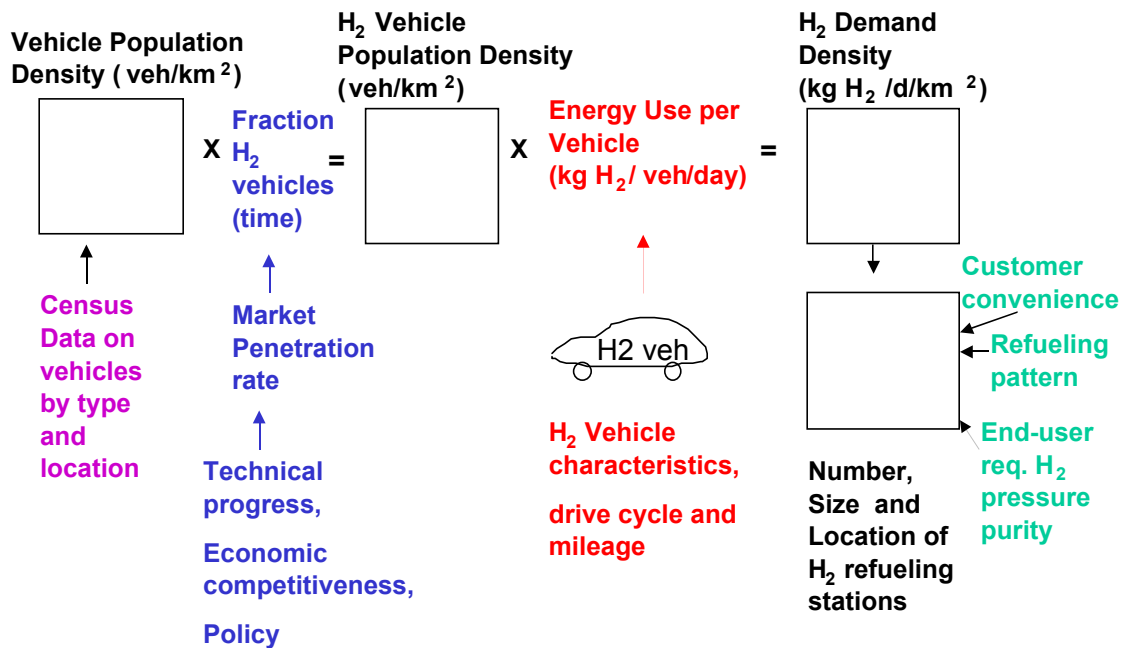 Vehicle Population
Density ( veh/km ²)
X
Fraction
H₂
vehicles
(time)
=
H₂ Vehicle
Population Density
(veh/km²)
X
Energy Use per
Vehicle
(kg H₂/ veh/day)
=
H₂ Demand
Density
(kg H₂ /d/km ²)
Census
Data on
vehicles
by type
and
location
Market
Penetration
rate
Technical
progress,
Economic
competitiveness,
Policy
H2 veh
H₂ Vehicle
characteristics,
drive cycle and
mileage
Customer
convenience
Refueling
pattern
End-user
req. H₂
pressure
purity
Number,
Size and
Location of
H₂ refueling
stations